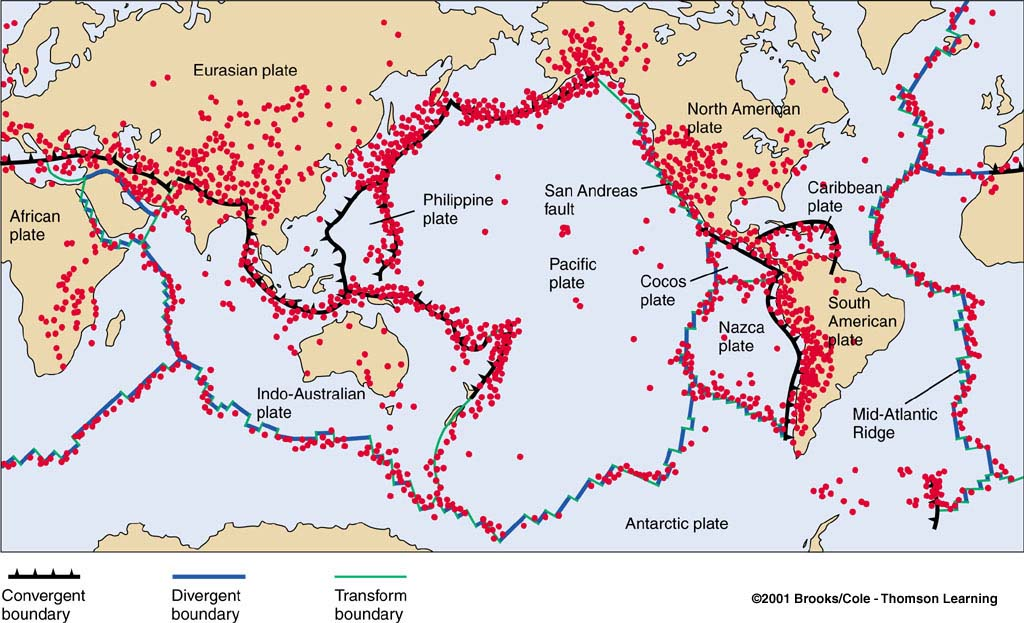 Eurasian plate
North American
plate
San Andreas
fault
Caribbean
plate
Philippine
plate
African
plate
Pacific
plate
Cocos
plate
South
American
plate
Nazca
plate
Indo-Australian
plate
Mid-Atlantic
Ridge
Antarctic plate
Convergent
boundary
Divergent
boundary
Transform
boundary
©2001 Brooks/Cole - Thomson Learning